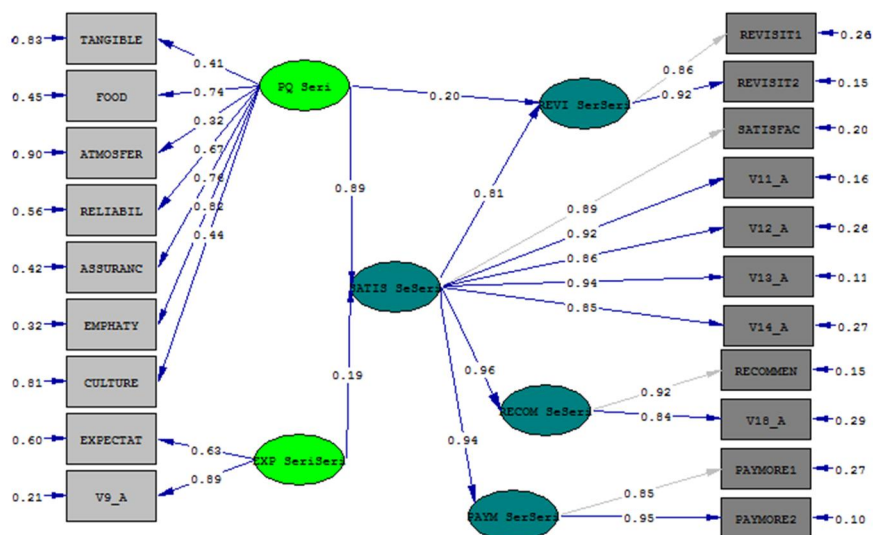 0.83 TANGIBLE
0.45 FOOD
0.90 ATMOSFER
0.56 RELIABIL
0.42 ASSURANC
0.32 EMPHATY
0.81 CULTURE
0.60 EXPECTAT
0.21 V9_A
0.41
0.74
0.32
0.67
0.76
0.82
0.44
0.63
0.89
PQ Seri
EXP SeriSeri
0.20
0.89
0.19
SATIS SeSeri
0.81
0.96
0.94
REVI SerSeri
RECOM SeSeri
PAYM SerSeri
0.86
0.92
0.89
0.92
0.86
0.94
0.85
0.92
0.84
0.85
0.95
REVISIT1 0.26
REVISIT2 0.15
SATISFAC 0.20
V11_A 0.16
V12_A 0.26
V13_A 0.11
V14_A 0.27
RECOMMEN 0.15
V18_A 0.29
PAYMORE1 0.27
PAYMORE2 0.10